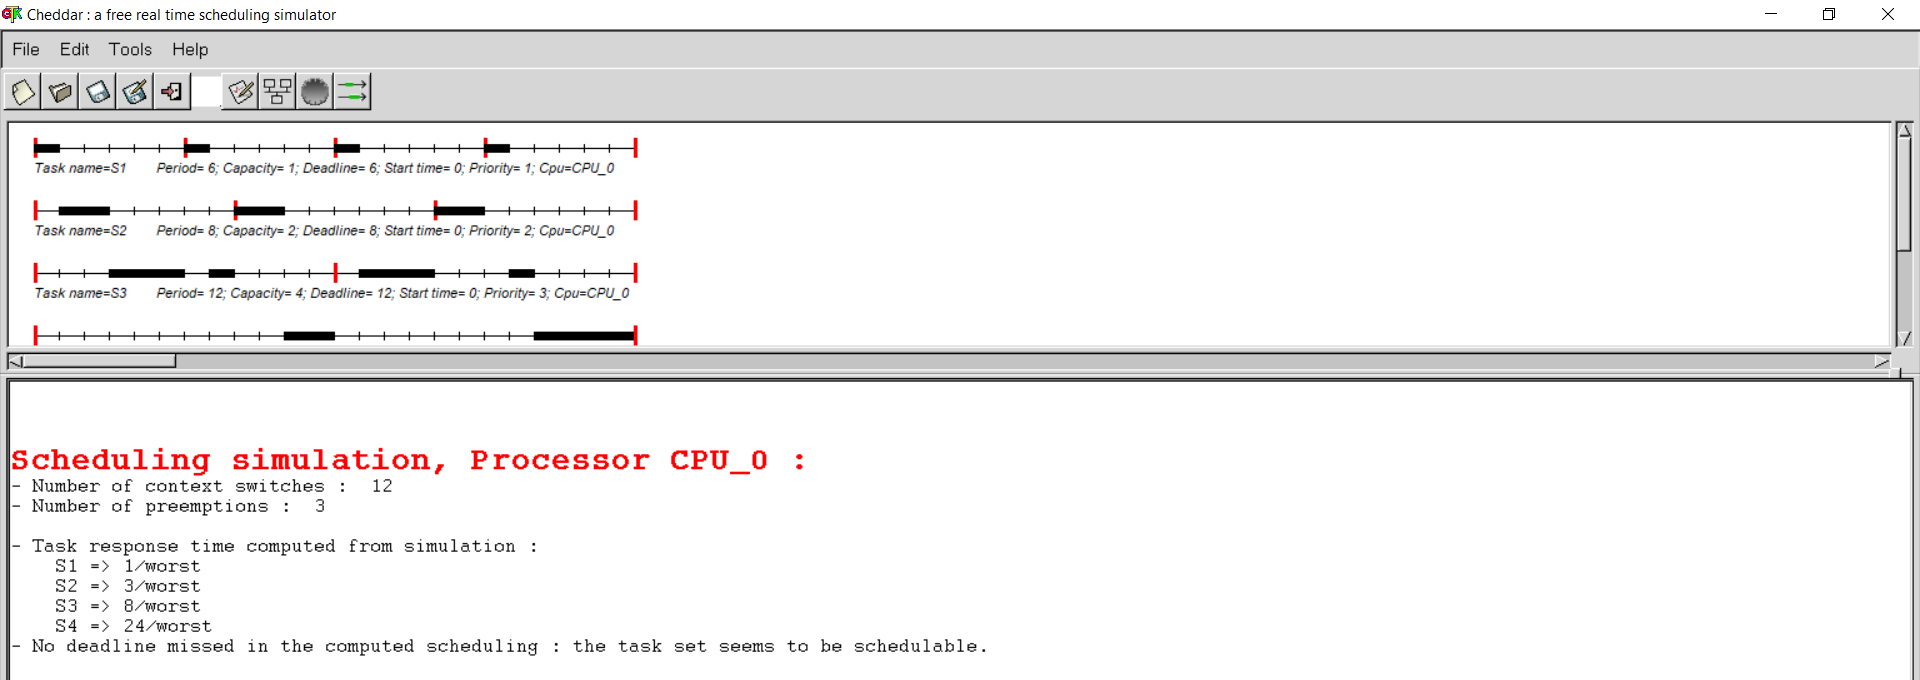 Cheddar : a free real time scheduling simulator
File Edit Tools Help
Task name=S1 Period= 6; Capacity= 1; Deadline= 6; Start time= 0; Priority= 1; Cpu=CPU_0
Task name=S2 Period= 8; Capacity= 2; Deadline= 8; Start time= 0; Priority= 2; Cpu=CPU_0
Task name=S3 Period= 12; Capacity= 4; Deadline= 12; Start time= 0; Priority= 3; Cpu=CPU_0
Scheduling simulation, Processor CPU_0 :
- Number of context switches : 12
- Number of preemptions : 3
- Task response time computed from simulation :
S1 => 1/worst
S2 => 3/worst
S3 => 8/worst
S4 => 24/worst
- No deadline missed in the computed scheduling : the task set seems to be schedulable.